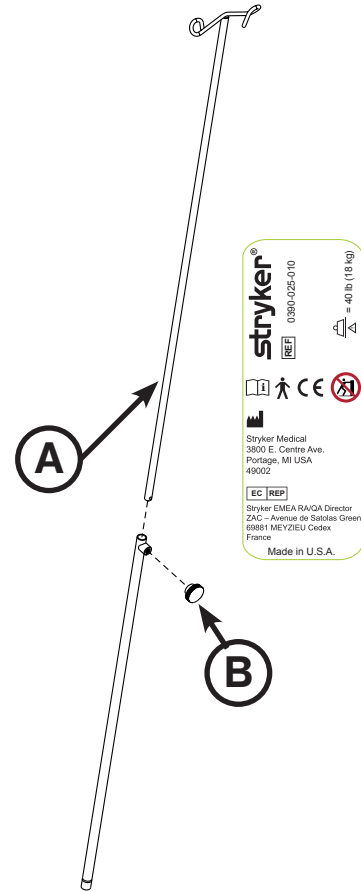 stryker®
REF 0390-025-010
= 40 lb (18 kg)
CE
Stryker Medical
3800 E. Centre Ave.
Portage, MI USA
49002
EC REP
Stryker EMEA RA/QA Director
ZAC – Avenue de Satolas Green
69881 MEYZIEU Cedex
France
Made in U.S.A.
A
B